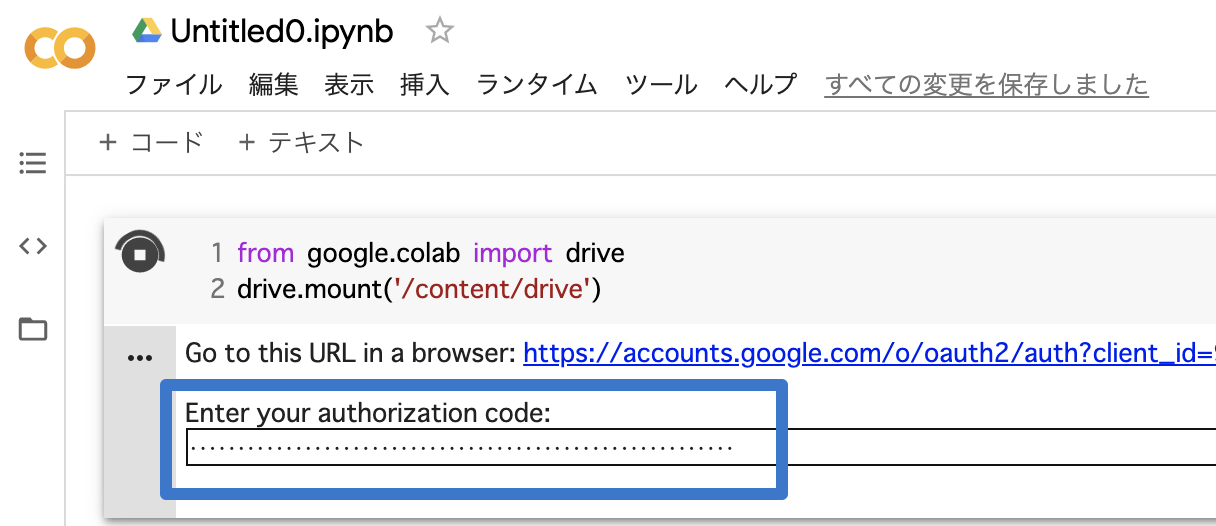 Untitled0.ipynb
ファイル 編集 表示 挿入 ランタイム ツール ヘルプ すべての変更を保存しました
+ コード + テキスト
1 from google.colab import drive
2 drive.mount('/content/drive')
Go to this URL in a browser: https://accounts.google.com/o/oauth2/auth?client_id=
Enter your authorization code: